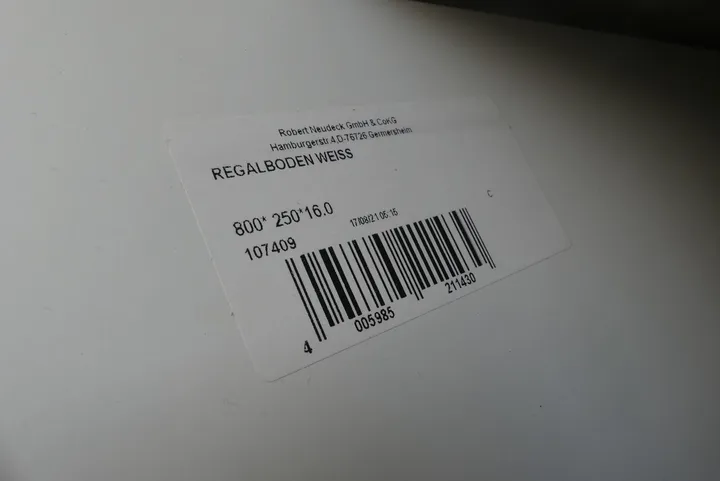 Robert Neudeck GmbH & CoKG
Hamburgerstr.4,D-76726 Germersheim
REGALBODEN WEISS
C
800* 250*16.0
17/08/21 06:15
107409
4 005985 211430